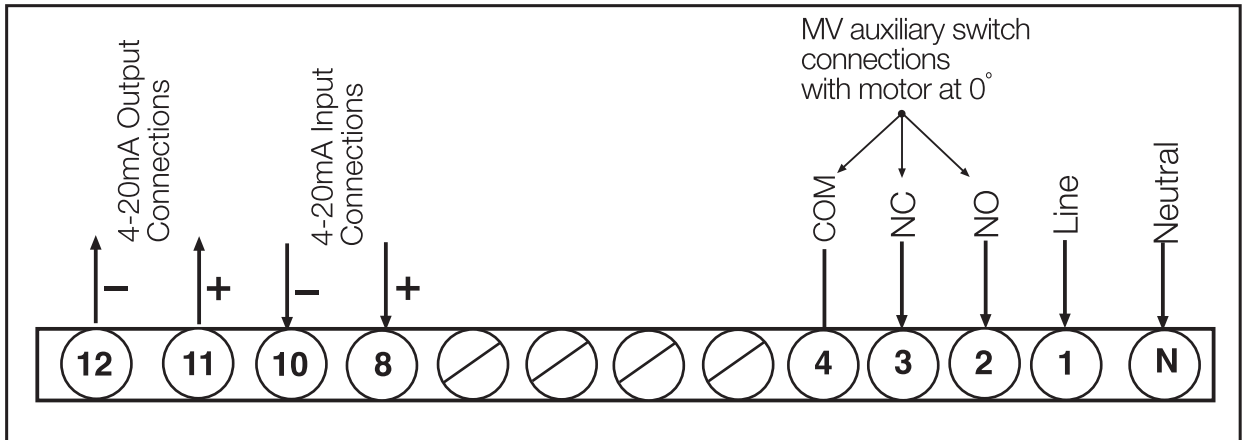 MV auxiliary switch
connections
with motor at 0°
4-20mA Output
Connections
4-20mA Input
Connections
COM
NC
NO
Line
Neutral
− + − +
12 11 10 8 4 3 2 1 N